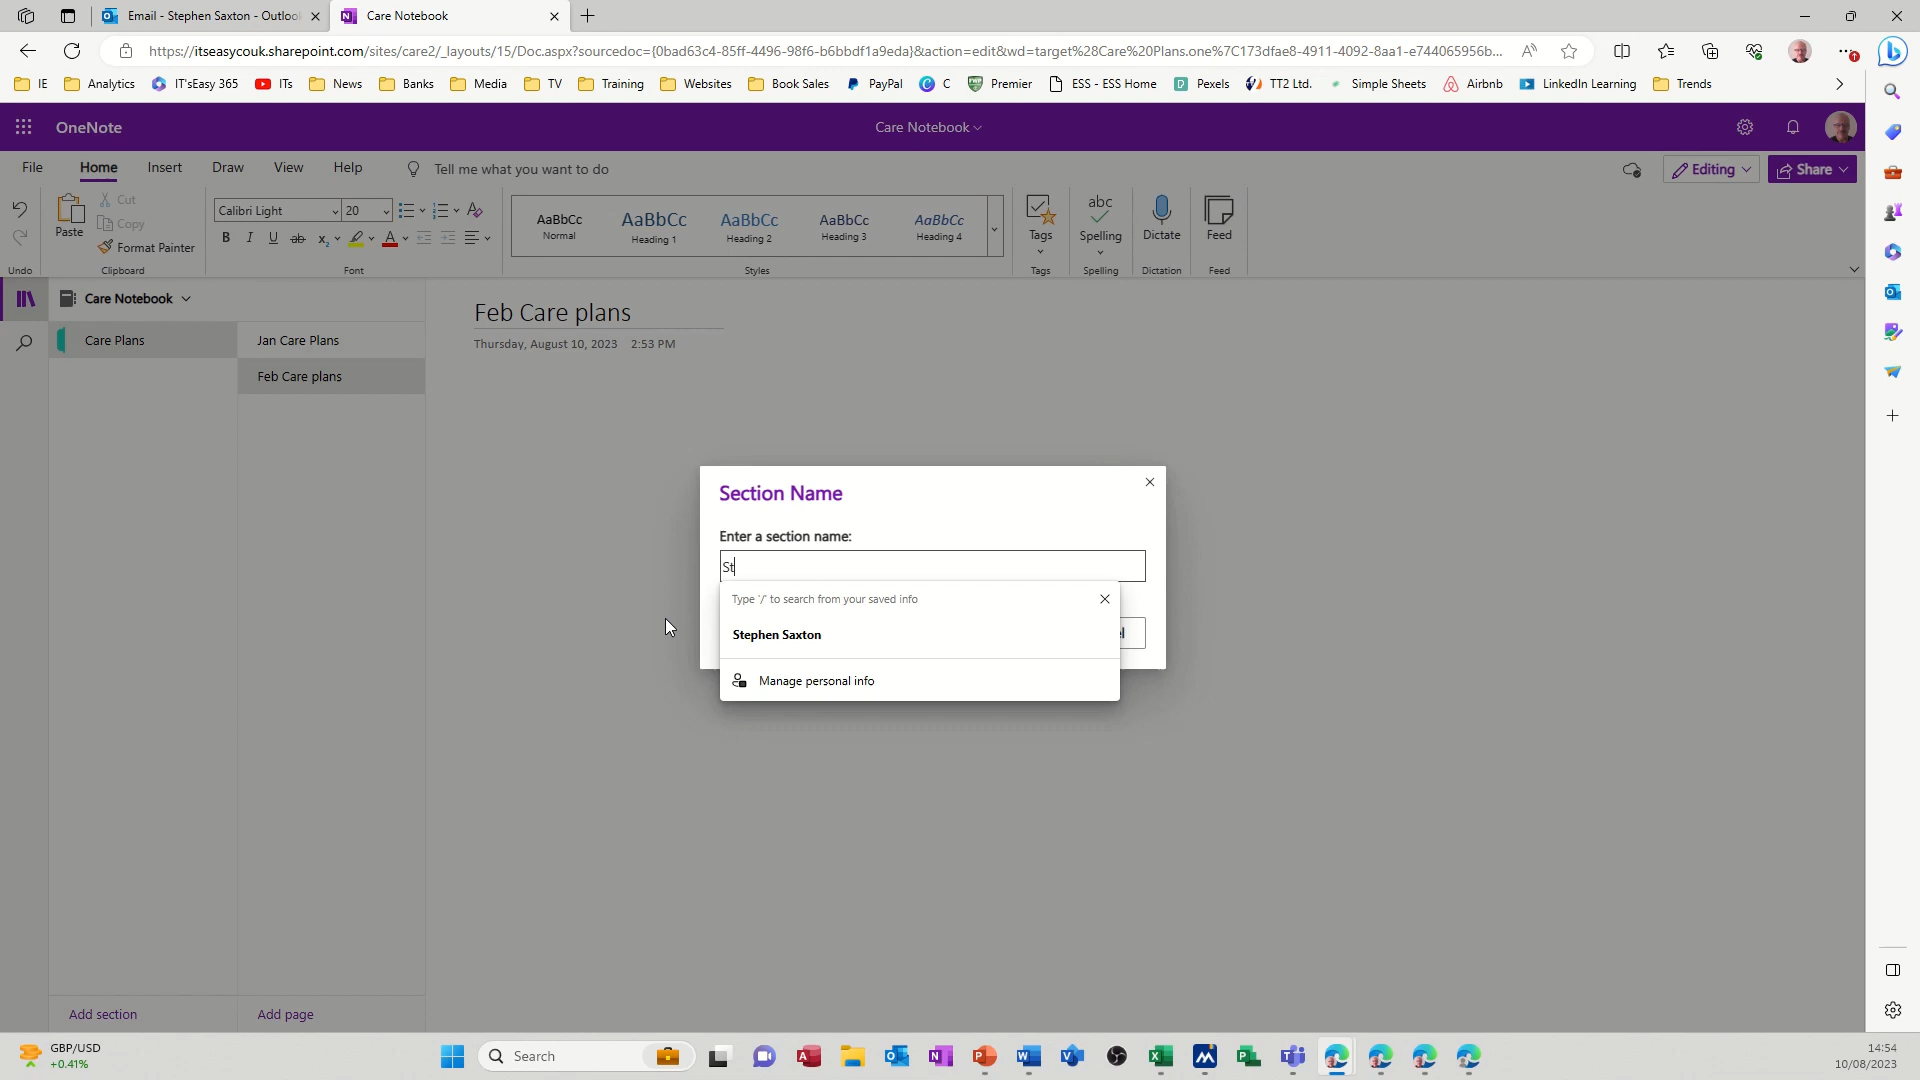 Email - Stephen Saxton - Outloo
Care Notebook
https://itseasycouk.sharepoint.com/sites/care2/_layouts/15/Doc.aspx?sourcedoc={0bad63c4-85ff-4496-98f6-b6bbdf1a9eda}&action=edit&wd=target%28Care%20Plans.one%7C173dfae8-4911-4092-8aa1-e744065956b...
IE Analytics IT'sEasy 365 ITs News Banks Media TV Training Websites Book Sales PayPal C Premier ESS - ESS Home Pexels TT2 Ltd. Simple Sheets Airbnb LinkedIn Learning Trends
OneNote
Care Notebook
File Home Insert Draw View Help Tell me what you want to do Editing Share
Paste
Cut
Copy
Format Painter
Calibri Light 20
AaBbCc AaBbCc AaBbCc AaBbCc AaBbCc
Normal Heading 1 Heading 2 Heading 3 Heading 4
Tags
abc
Spelling
Dictate
Feed
Undo Clipboard Font Styles Tags Spelling Dictation Feed
Care Notebook
Care Plans
Jan Care Plans
Feb Care plans
Feb Care plans
Thursday, August 10, 2023 2:53 PM
Section Name
Enter a section name:
St
Type '/' to search from your saved info
Stephen Saxton
Manage personal info
Add section
Add page
GBP/USD
+0.41%
Search
14:54
10/08/2023